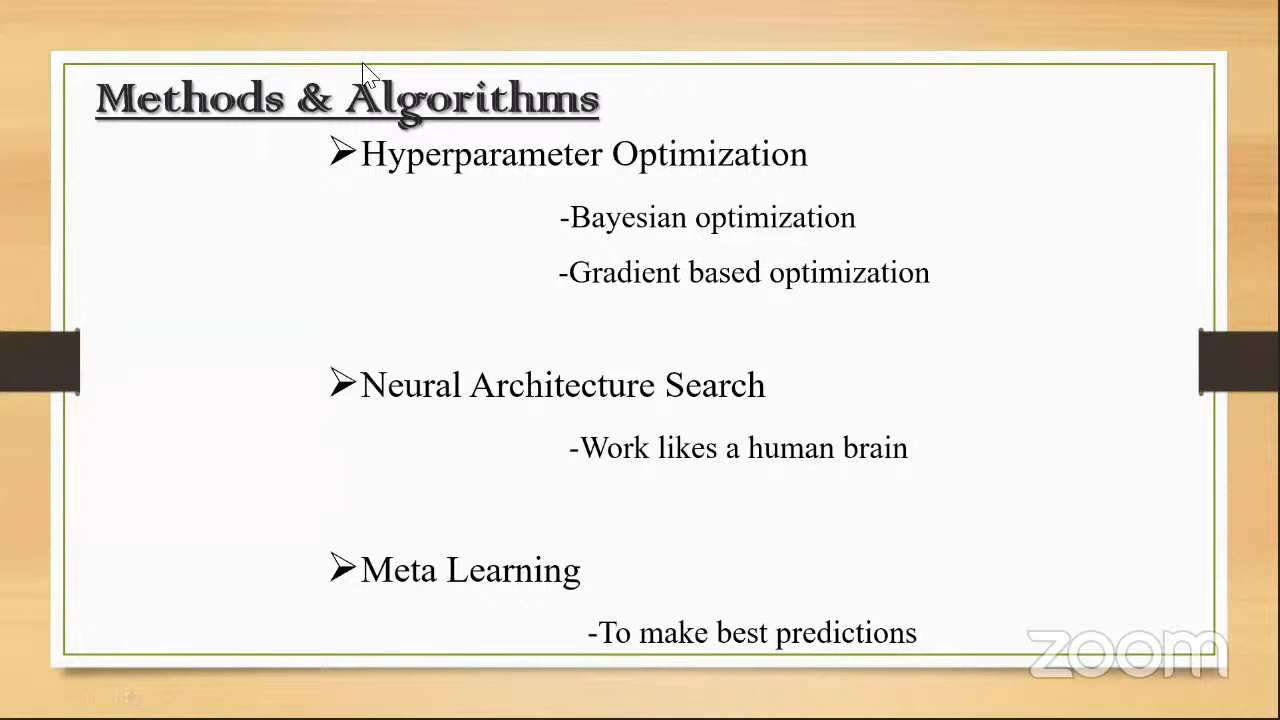 Methods & Algorithms
➢Hyperparameter Optimization
-Bayesian optimization
-Gradient based optimization
➢Neural Architecture Search
-Work likes a human brain
➢Meta Learning
-To make best predictions
zoom